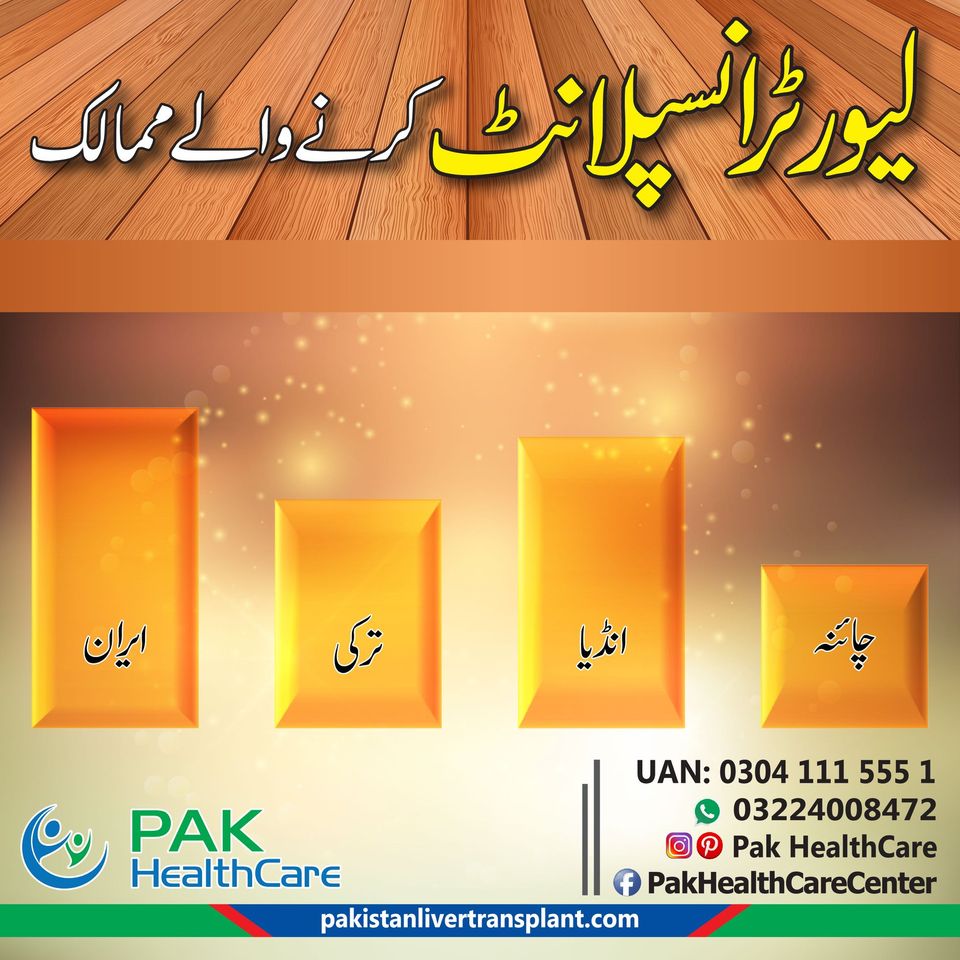 لیور ٹرانسپلانٹ کرنے والے ممالک
ایران
ترکی
انڈیا
چائنہ
UAN: 0304 111 555 1
03224008472
Pak HealthCare
PakHealthCareCenter
PAK
HealthCare
pakistanlivertransplant.com